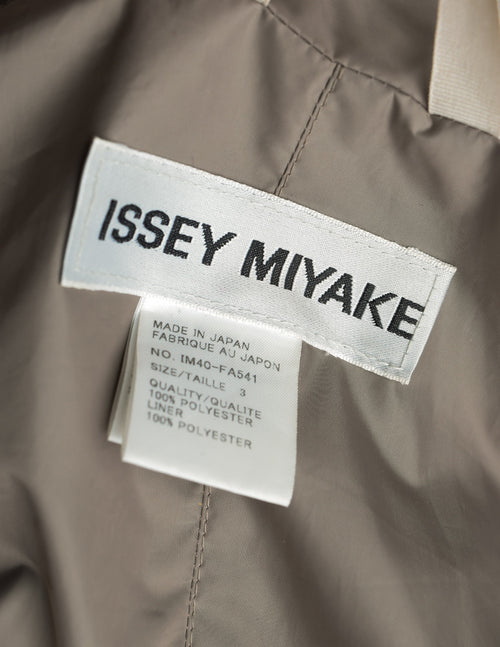 ISSEY MIYAKE
MADE IN JAPAN
FABRIQUE AU JAPON
NO. IM40-FA541
SIZE/TAILLE 3
QUALITY/QUALITE
100% POLYESTER
LINER
100% POLYESTER